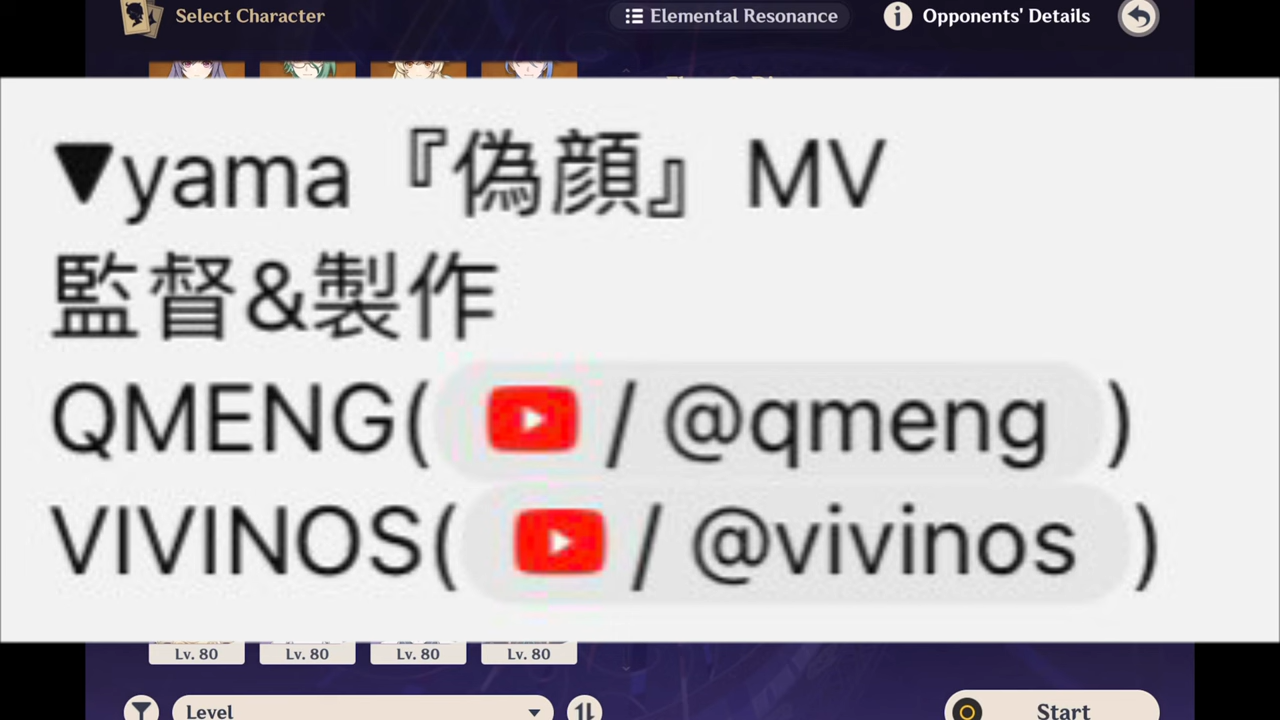 Select Character
Elemental Resonance
Opponents' Details
▼yama『偽顔』MV
監督&製作
QMENG( / @qmeng )
VIVINOS( / @vivinos )
Lv. 80
Lv. 80
Lv. 80
Lv. 80
Level
Start